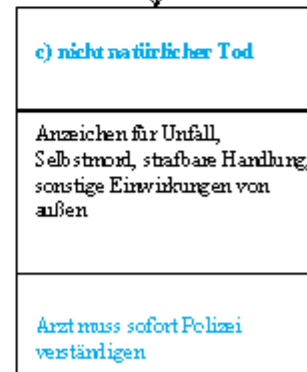 c) nicht natürlicher Tod
Anzeichen für Unfall,
Selbstmord, strafbare Handlung,
sonstige Einwirkungen von
außen
Arzt muss sofort Polizei
verständigen